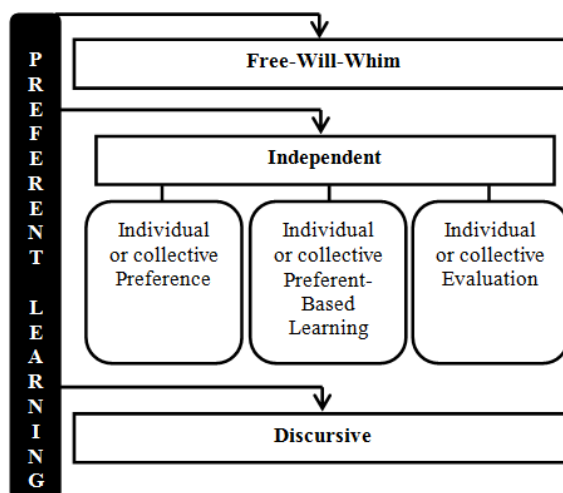 PREFERENT LEARNING
Free-Will-Whim
Independent
Individual
or collective
Preference
Individual
or collective
Preferent-
Based
Learning
Individual
or collective
Evaluation
Discursive